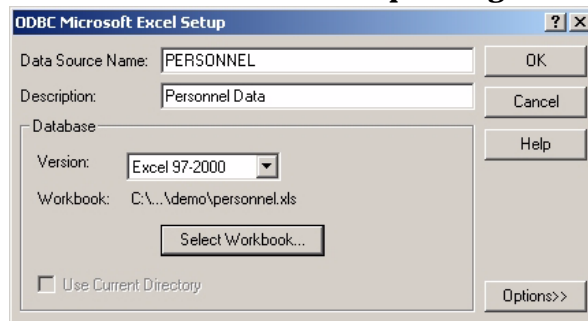 ODBC Microsoft Excel Setup
Data Source Name: PERSONNEL
OK
Description: Personnel Data
Cancel
Database
Help
Version: Excel 97-2000
Workbook: C:\...\demo\personnel.xls
Select Workbook...
Use Current Directory
Options>>